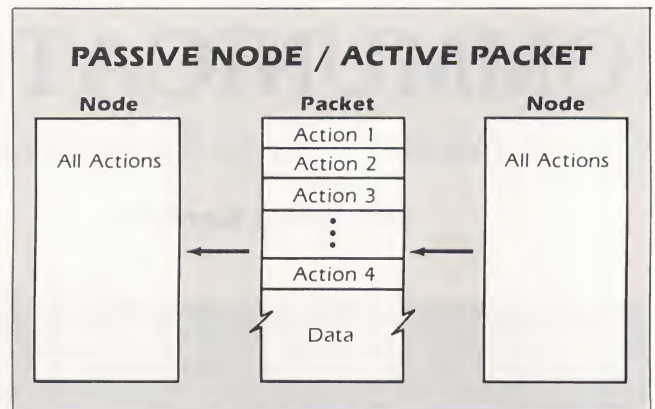 PASSIVE NODE / ACTIVE PACKET
Node Packet Node
All Actions Action 1 All Actions
Action 2
Action 3
Action 4
Data